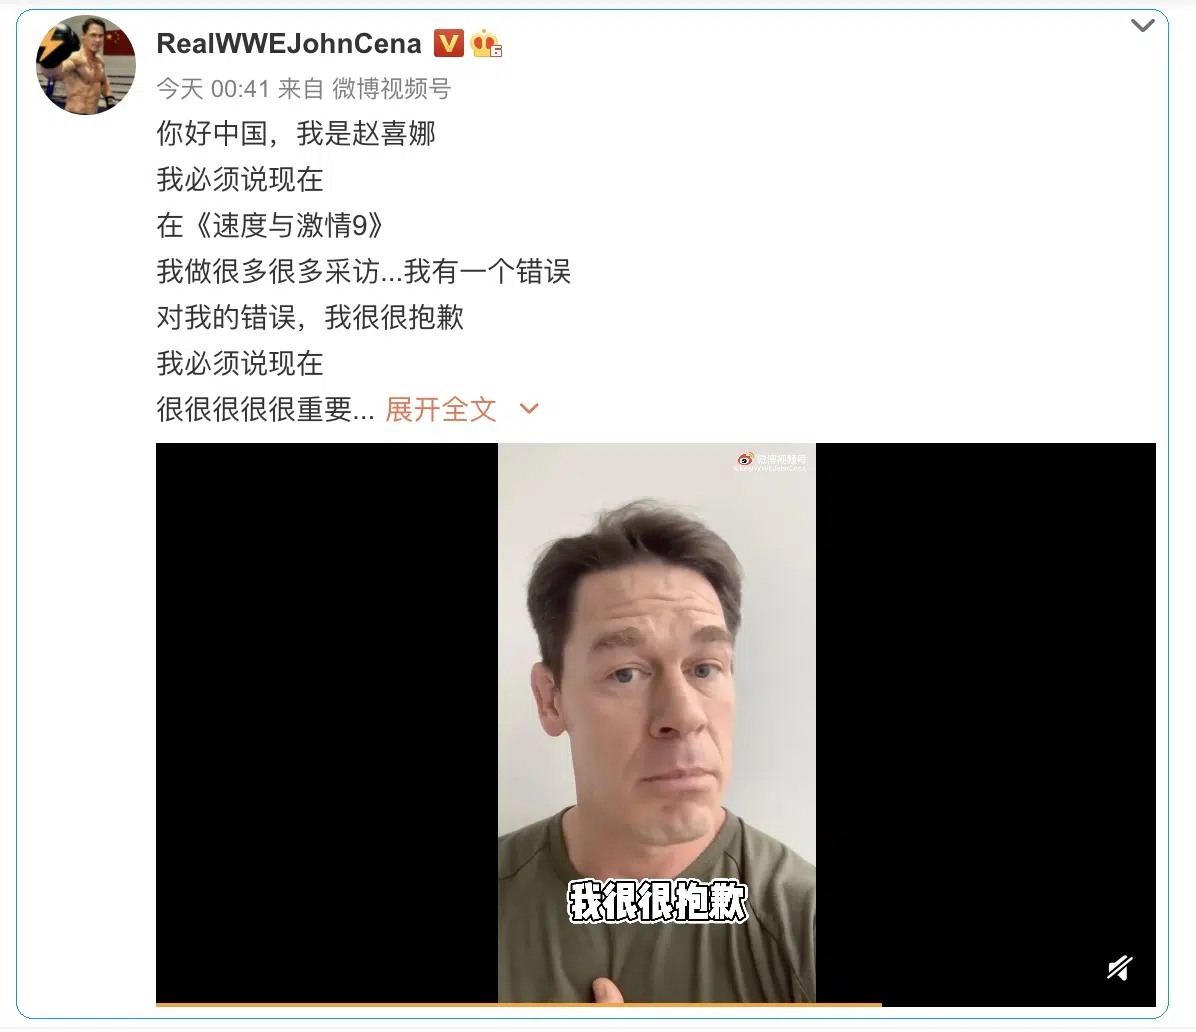 RealWWEJohnCena V 6
今天 00:41 来自 微博视频号
你好中国，我是赵喜娜
我必须说现在
在《速度与激情9》
我做很多很多采访...我有一个错误
对我的错误，我很很抱歉
我必须说现在
很很很很很重要... 展开全文
微博视频号
@RealWWEJohnCena
我很很抱歉